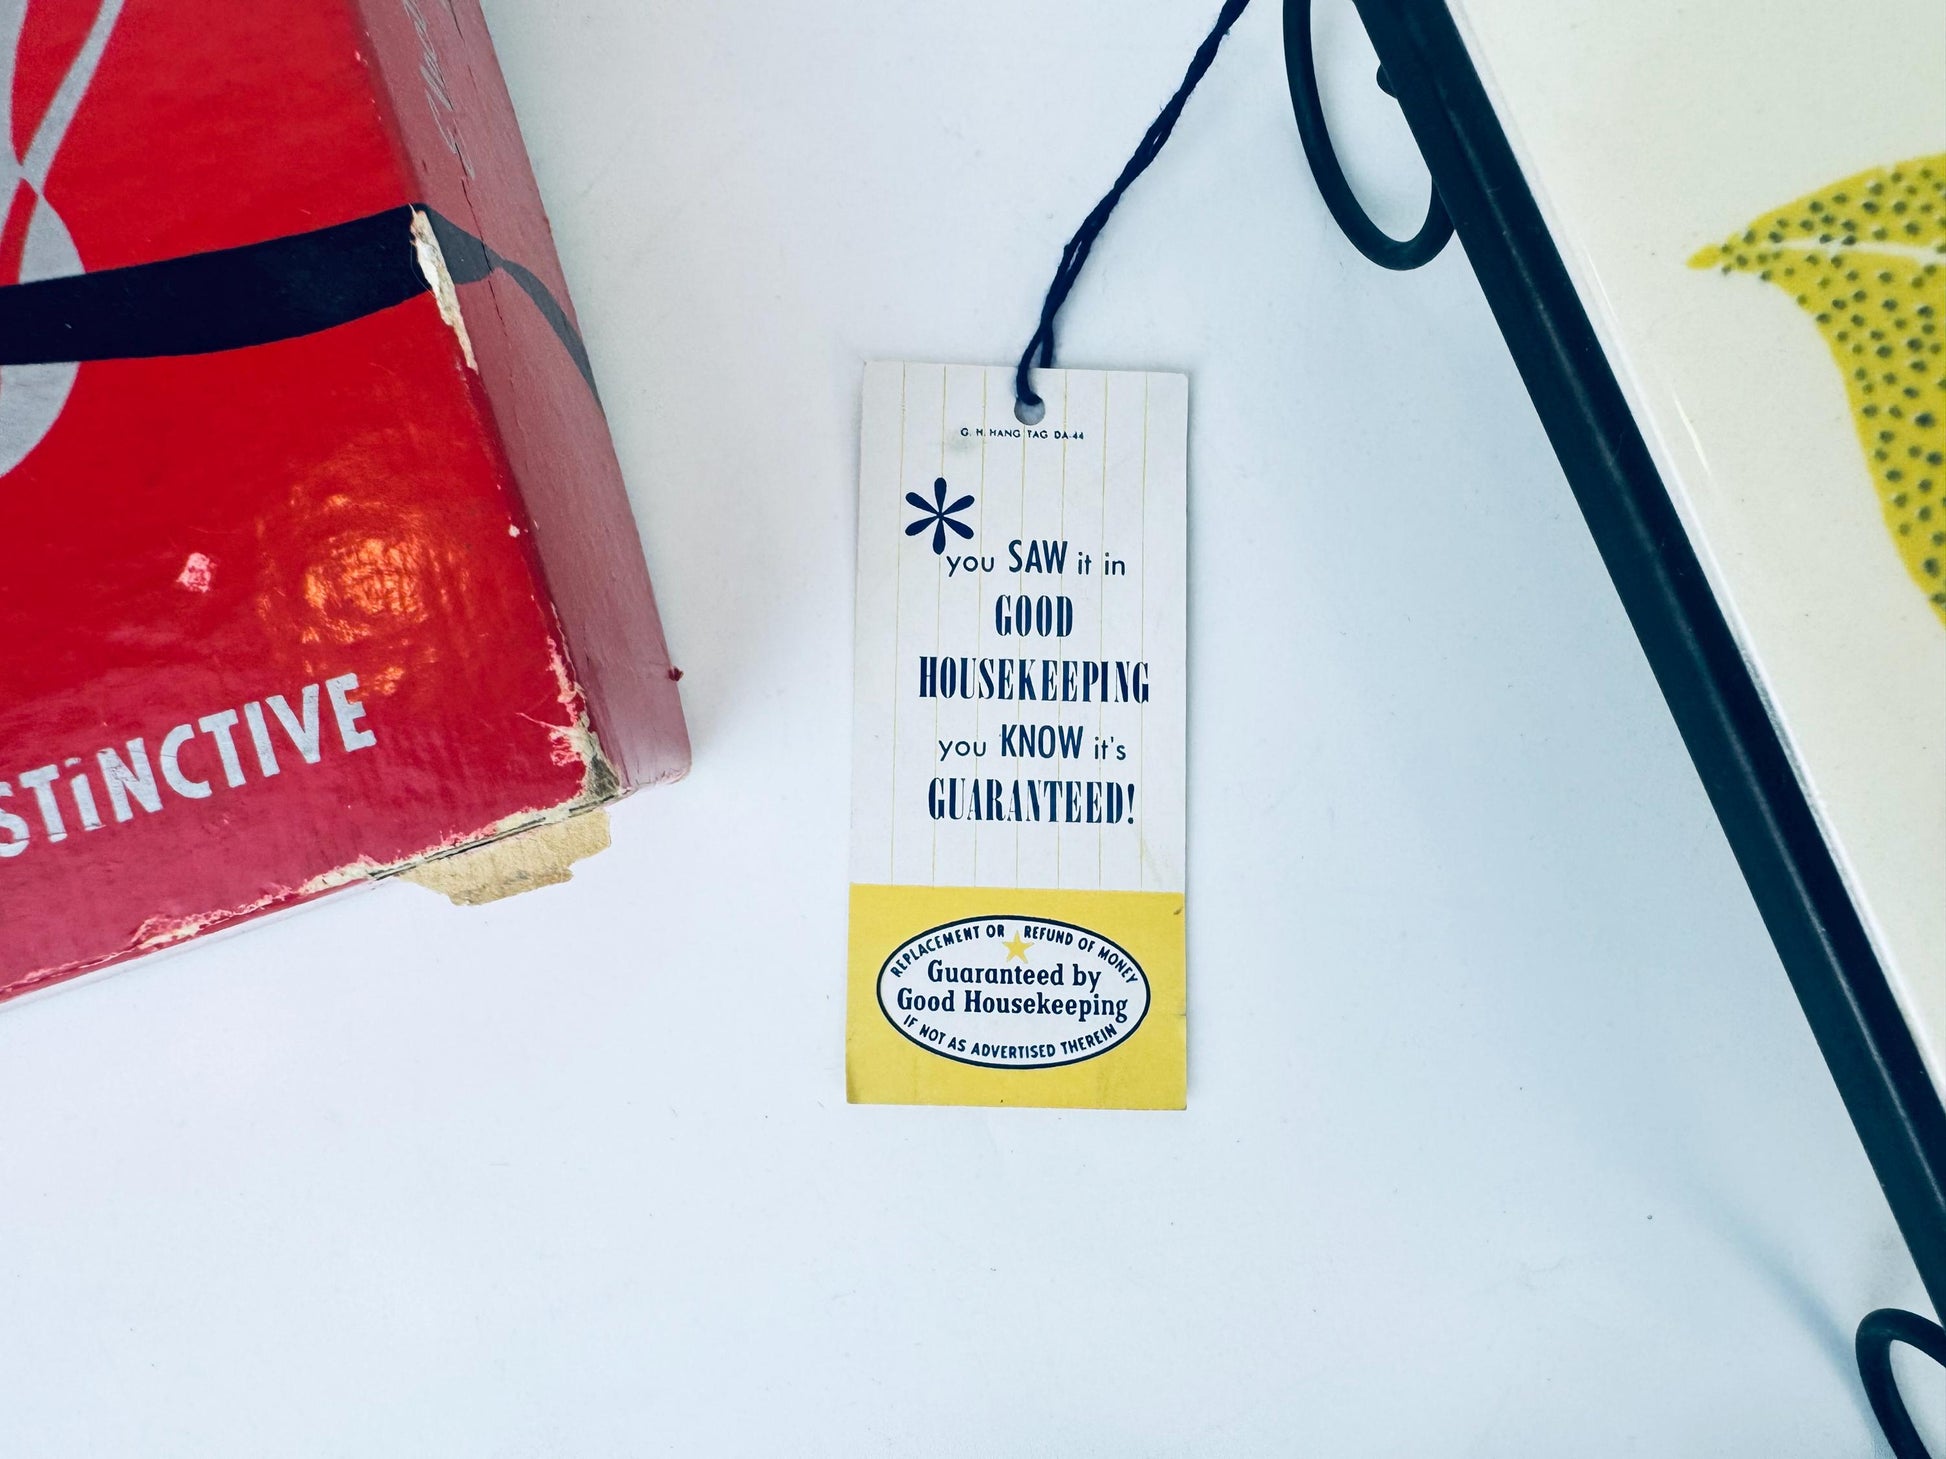 STiNCTIVE
G. H. HANG TAG DA-44
*
you SAW it in
GOOD
HOUSEKEEPING
you KNOW it's
GUARANTEED!
REPLACEMENT OR ★ REFUND OF MONEY
Guaranteed by
Good Housekeeping
IF NOT AS ADVERTISED THEREIN